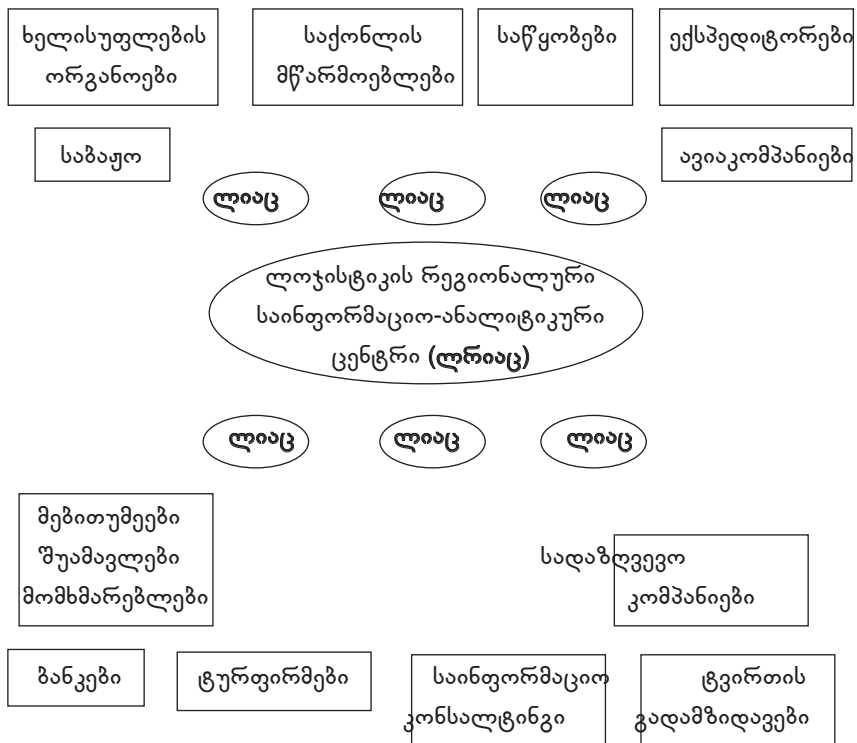 ხელისუფლების
ორგანოები
საქონლის
მწარმოებლები
საწყობები
ექსპედიტორები
საბაჟო
ავიაკომპანიები
ლიაც
ლიაც
ლიაც
ლოჯისტიკის რეგიონალური
საინფორმაციო-ანალიტიკური
ცენტრი (ლრიაც)
ლიაც
ლიაც
ლიაც
მებითუმეები
შუამავლები
მომხმარებლები
სადაზღვევო
კომპანიები
ბანკები
ტურფირმები
საინფორმაციო
კონსალტინგი
ტვირთის
გადამზიდავები